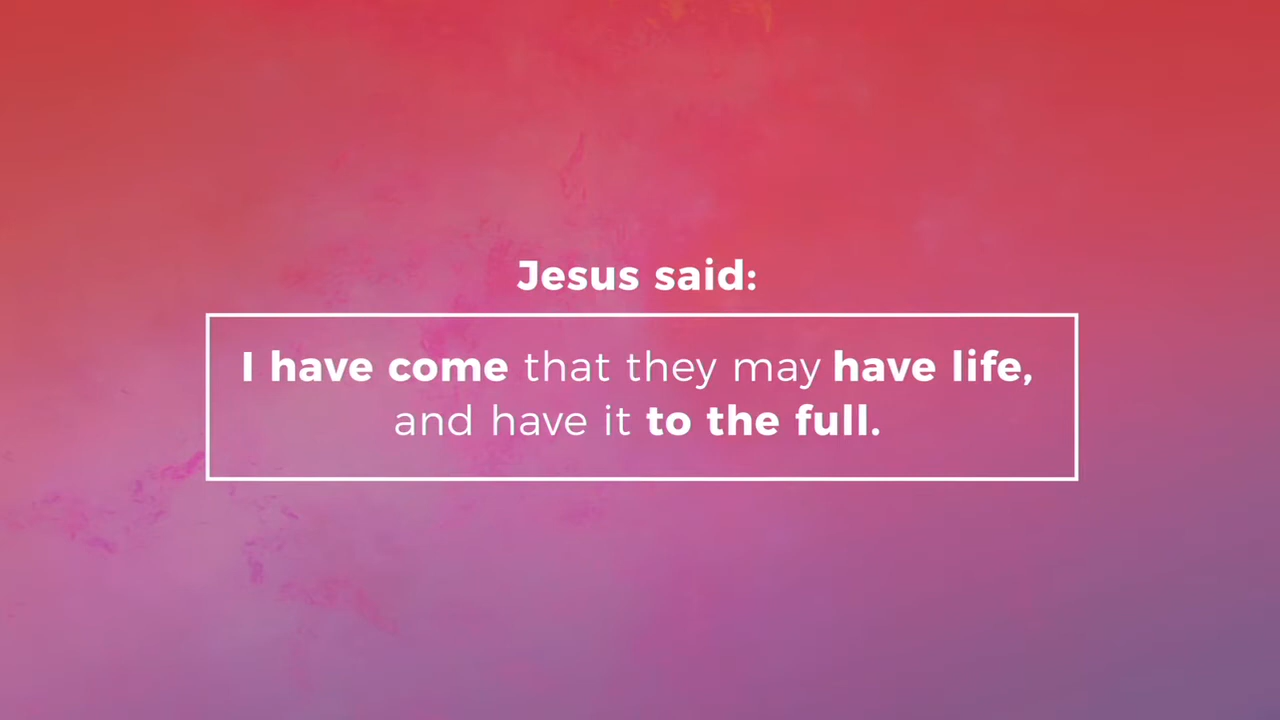 Jesus said:
I have come that they may have life,
and have it to the full.